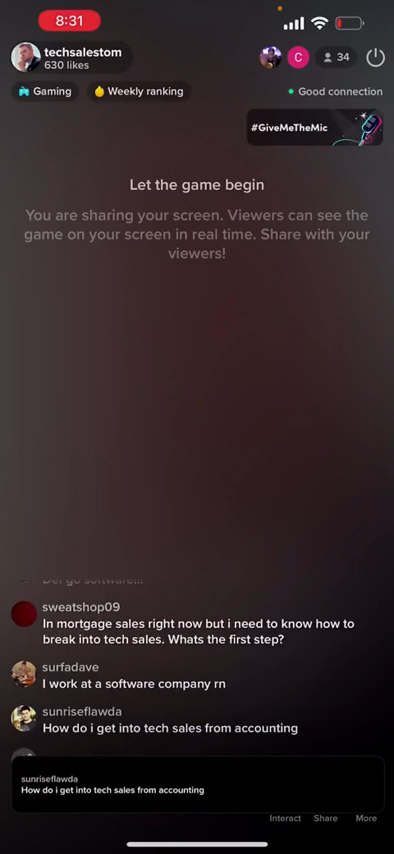 8:31
techsalestom
630 likes
C
34
Gaming
Weekly ranking
Good connection
#GiveMeTheMic
Let the game begin
You are sharing your screen. Viewers can see the
game on your screen in real time. Share with your
viewers!
sweatshop09
In mortgage sales right now but i need to know how to
break into tech sales. Whats the first step?
surfadave
I work at a software company rn
sunriseflawda
How do i get into tech sales from accounting
sunriseflawda
How do i get into tech sales from accounting
Interact Share More